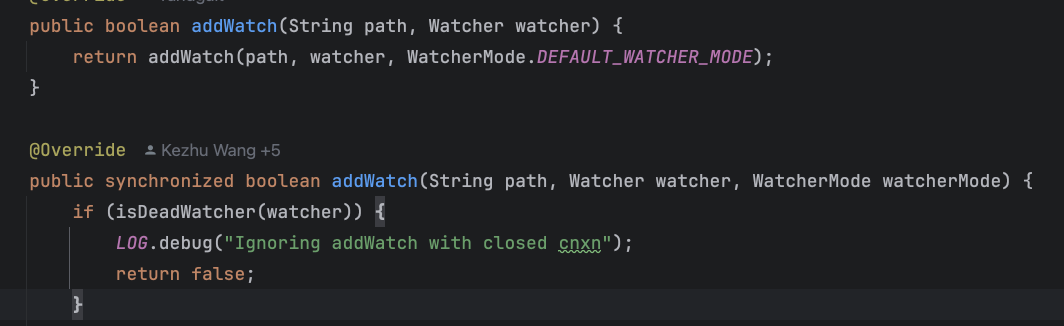 @Override
public boolean addWatch(String path, Watcher watcher) {
    return addWatch(path, watcher, WatcherMode.DEFAULT_WATCHER_MODE);
}
@Override Kezhu Wang +5
public synchronized boolean addWatch(String path, Watcher watcher, WatcherMode watcherMode) {
    if (isDeadWatcher(watcher)) {
        LOG.debug("Ignoring addWatch with closed cnxn");
        return false;
    }